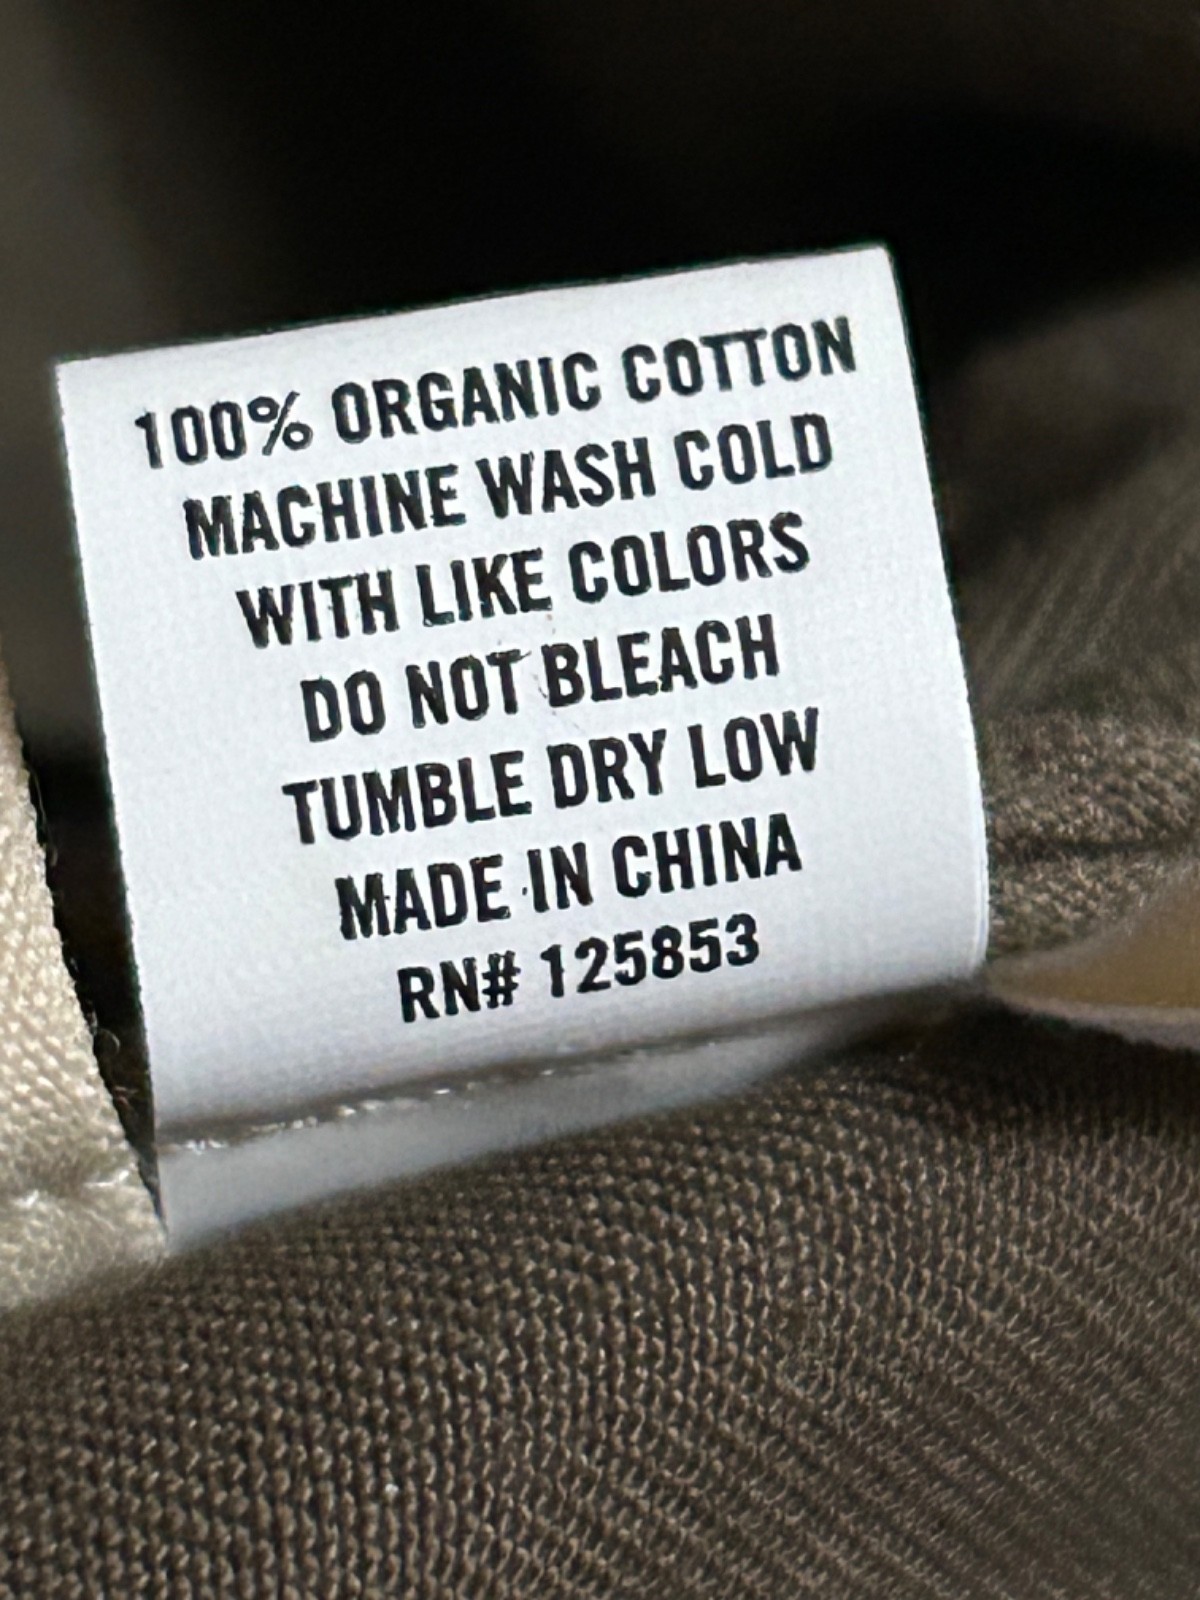 100% ORGANIC COTTON
MACHINE WASH COLD
WITH LIKE COLORS
DO NOT BLEACH
TUMBLE DRY LOW
MADE IN CHINA
RN# 125853